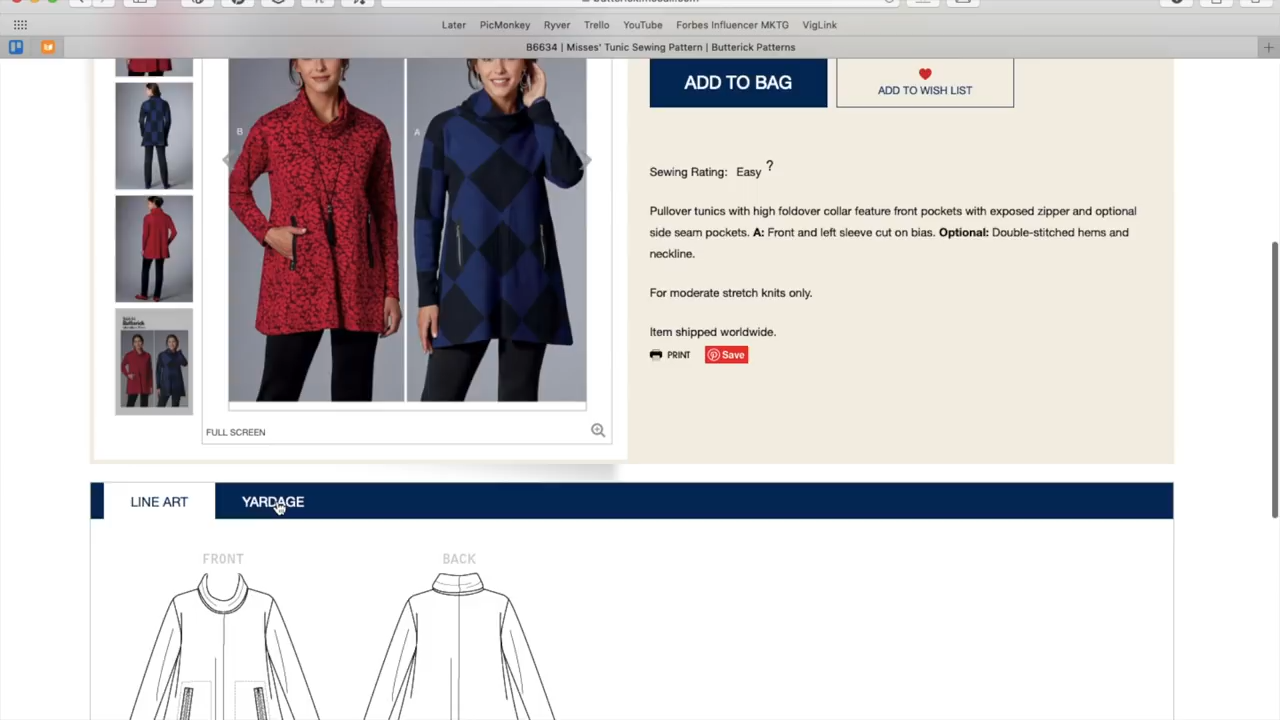 Later PicMonkey Ryver Trello YouTube Forbes Influencer MKTG VigLink
B6634 | Misses' Tunic Sewing Pattern | Butterick Patterns
ADD TO BAG
ADD TO WISH LIST
B
A
Sewing Rating: Easy ?
Pullover tunics with high foldover collar feature front pockets with exposed zipper and optional
side seam pockets. A: Front and left sleeve cut on bias. Optional: Double-stitched hems and
neckline.
For moderate stretch knits only.
Item shipped worldwide.
PRINT Save
Butterick
FULL SCREEN
LINE ART YARDAGE
FRONT BACK